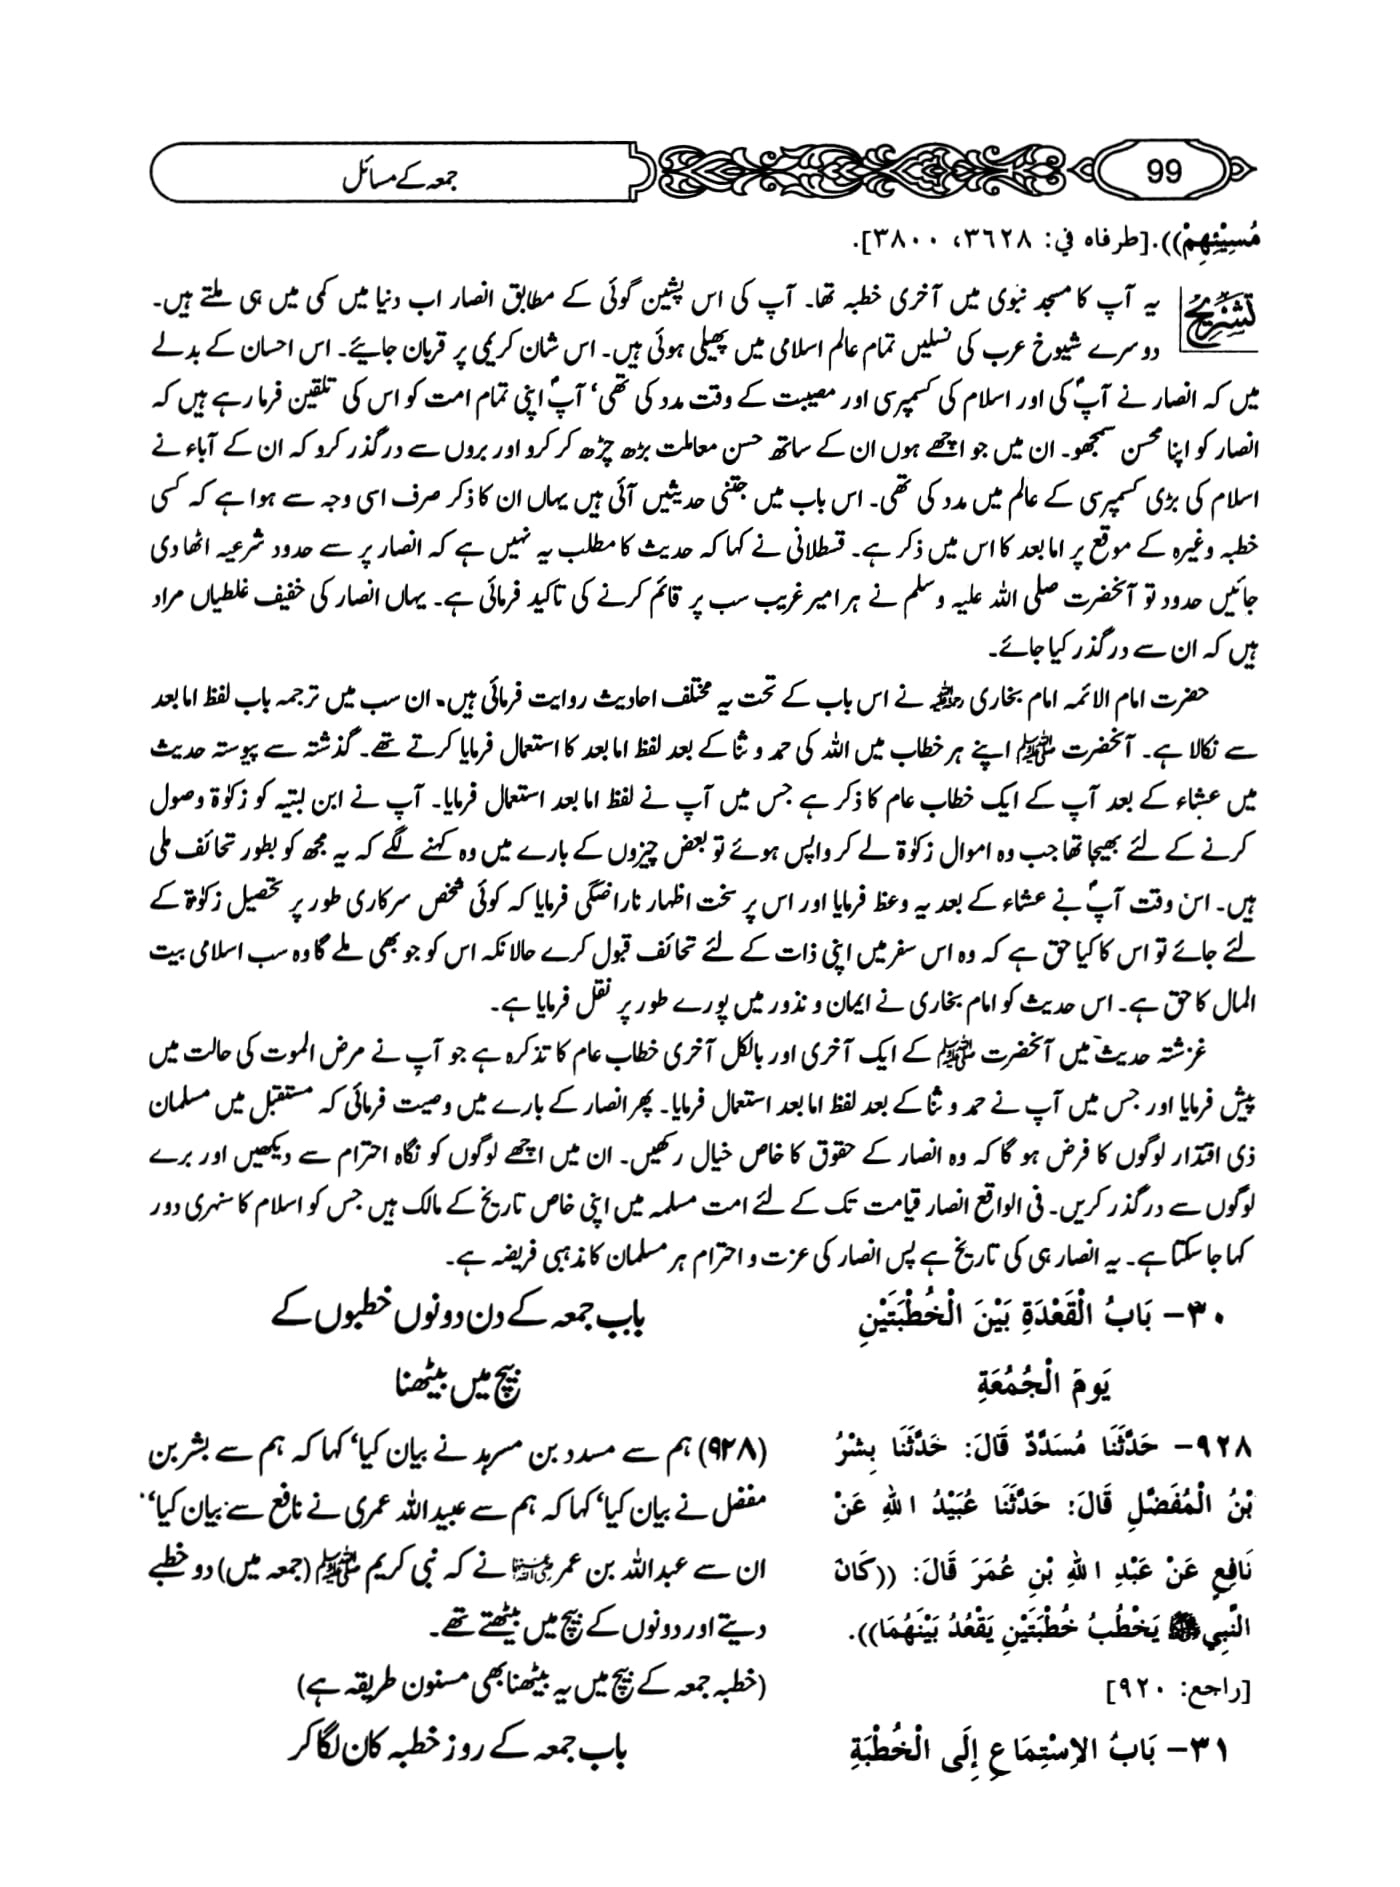 99
جمعہ کے مسائل
مُسِيْئِهِمْ)).[طرفاه في: ٣٦٢٨، ٣٨٠٠].
تشریح یہ آپ کا مسجد نبوی میں آخری خطبہ تھا۔ آپ کی اس پشین گوئی کے مطابق انصار اب دنیا میں کمی میں ہی ملتے ہیں۔
دوسرے شیوخ عرب کی نسلیں تمام عالم اسلامی میں پھیلی ہوئی ہیں۔ اس شان کریمی پر قربان جایئے۔ اس احسان کے بدلے
میں کہ انصار نے آپؐ کی اور اسلام کی کسمپرسی اور مصیبت کے وقت مدد کی تھی‘ آپؐ اپنی تمام امت کو اس کی تلقین فرما رہے ہیں کہ
انصار کو اپنا محسن سمجھو۔ ان میں جو اچھے ہوں ان کے ساتھ حسن معاملت بڑھ چڑھ کر کرو اور بروں سے درگذر کرو کہ ان کے آباء نے
اسلام کی بڑی کسمپرسی کے عالم میں مدد کی تھی۔ اس باب میں جتنی حدیثیں آئی ہیں یہاں ان کا ذکر صرف اسی وجہ سے ہوا ہے کہ کسی
خطبہ وغیرہ کے موقع پر اما بعد کا اس میں ذکر ہے۔ قسطلانی نے کہا کہ حدیث کا مطلب یہ نہیں ہے کہ انصار پر سے حدود شرعیہ اٹھا دی
جائیں حدود تو آنحضرت صلی اللہ علیہ وسلم نے ہر امیر غریب سب پر قائم کرنے کی تاکید فرمائی ہے۔ یہاں انصار کی خفیف غلطیاں مراد
ہیں کہ ان سے درگذر کیا جائے۔
حضرت امام الائمہ امام بخاری رحمہ اللہ نے اس باب کے تحت یہ مختلف احادیث روایت فرمائی ہیں۔ ان سب میں ترجمہ باب لفظ اما بعد
سے نکالا ہے۔ آنحضرت ﷺ اپنے ہر خطاب میں اللہ کی حمد و ثنا کے بعد لفظ اما بعد کا استعمال فرمایا کرتے تھے۔ گذشتہ سے پیوستہ حدیث
میں عشاء کے بعد آپ کے ایک خطاب عام کا ذکر ہے جس میں آپ نے لفظ اما بعد استعمال فرمایا۔ آپ نے ابن لبتیہ کو زکوٰۃ وصول
کرنے کے لئے بھیجا تھا جب وہ اموال زکوٰۃ لے کر واپس ہوئے تو بعض چیزوں کے بارے میں وہ کہنے لگے کہ یہ مجھ کو بطور تحائف ملی
ہیں۔ اس وقت آپؐ نے عشاء کے بعد یہ وعظ فرمایا اور اس پر سخت اظہار ناراضگی فرمایا کہ کوئی شخص سرکاری طور پر تحصیل زکوٰۃ کے
لئے جائے تو اس کا کیا حق ہے کہ وہ اس سفر میں اپنی ذات کے لئے تحائف قبول کرے حالانکہ اس کو جو بھی ملے گا وہ سب اسلامی بیت
المال کا حق ہے۔ اس حدیث کو امام بخاری نے ایمان و نذور میں پورے طور پر نقل فرمایا ہے۔
غزشتہ حدیث میں آنحضرت ﷺ کے ایک آخری اور بالکل آخری خطاب عام کا تذکرہ ہے جو آپ نے مرض الموت کی حالت میں
پیش فرمایا اور جس میں آپ نے حمد و ثنا کے بعد لفظ اما بعد استعمال فرمایا۔ پھر انصار کے بارے میں وصیت فرمائی کہ مستقبل میں مسلمان
ذی اقتدار لوگوں کا فرض ہو گا کہ وہ انصار کے حقوق کا خاص خیال رکھیں۔ ان میں اچھے لوگوں کو نگاہ احترام سے دیکھیں اور برے
لوگوں سے درگذر کریں۔ فی الواقع انصار قیامت تک کے لئے امت مسلمہ میں اپنی خاص تاریخ کے مالک ہیں جس کو اسلام کا سنہری دور
کہا جا سکتا ہے۔ یہ انصار ہی کی تاریخ ہے پس انصار کی عزت و احترام ہر مسلمان کا مذہبی فریضہ ہے۔
٣٠- بَابُ الْقَعْدَةِ بَيْنَ الْخُطْبَتَيْنِ
يَومَ الْجُمُعَةِ
باب جمعہ کے دن دونوں خطبوں کے
بیچ میں بیٹھنا
٩٢٨- حَدَّثَنَا مُسَدَّدٌ قَالَ: حَدَّثَنَا بِشْرُ
بْنُ الْمُفَضَّلِ قَالَ: حَدَّثَنَا عُبَيْدُ اللهِ عَنْ
نَافِعٍ عَنْ عَبْدِ اللهِ بْنِ عُمَرَ قَالَ: ((كَانَ
النَّبِيُّ ﷺ يَخْطُبُ خُطْبَتَيْنِ يَقْعُدُ بَيْنَهُمَا)).
[راجع: ٩٢٠]
(۹۲۸) ہم سے مسدد بن مسرہد نے بیان کیا‘ کہا کہ ہم سے بشر بن
مفضل نے بیان کیا‘ کہا کہ ہم سے عبیداللہ عمری نے نافع سے بیان کیا‘
ان سے عبداللہ بن عمر رضی اللہ عنہما نے کہ نبی کریم ﷺ (جمعہ میں) دو خطبے
دیتے اور دونوں کے بیچ میں بیٹھتے تھے۔
(خطبہ جمعہ کے بیچ میں یہ بیٹھنا بھی مسنون طریقہ ہے)
٣١- بَابُ الاِسْتِمَاعِ إِلَى الْخُطْبَةِ
باب جمعہ کے روز خطبہ کان لگا کر